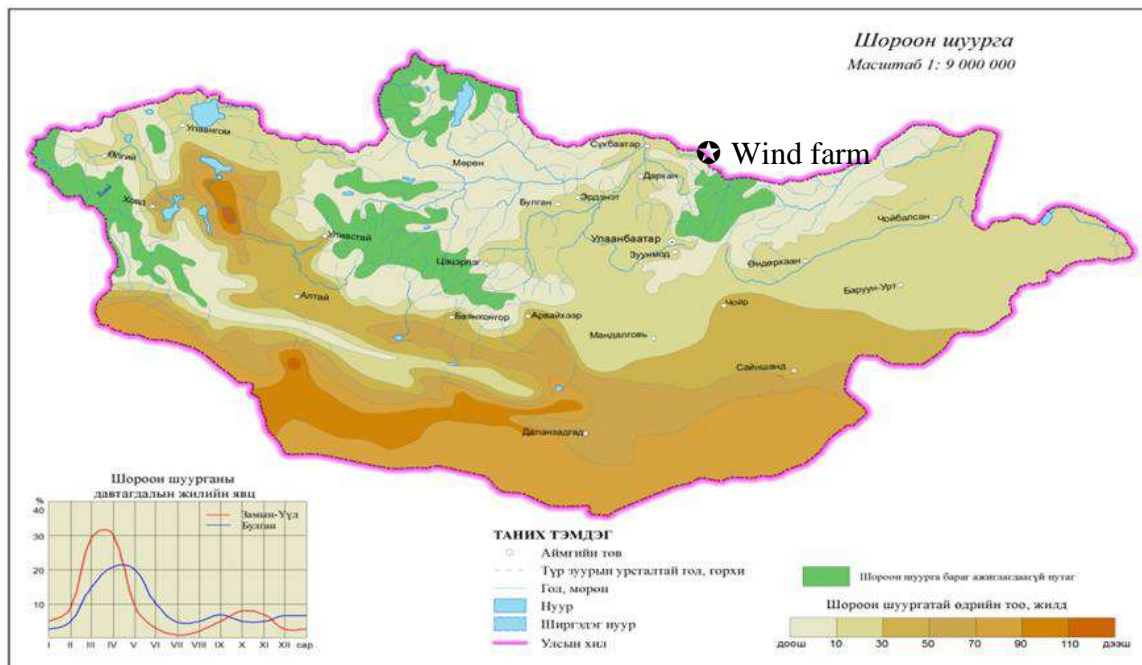 Шороон шуурга
Масштаб 1: 9 000 000
Wind farm
Улаангом
Өлгий
Ховд
Мөрөн
Сүхбаатар
Дархан
Булган
Эрдэнэт
Улиастай
Цэцэрлэг
Улаанбаатар
Зуунмод
Чойбалсан
Өндөрхаан
Баруун-Урт
Алтай
Баянхонгор
Арвайхээр
Чойр
Мандалговь
Сайншанд
Даланзадгад
Шороон шуурганы
давтагдалын жилийн явц
%
40
30
20
10
Замын-Үүд
Булган
I II III IV V VI VII VIII IX X XI XII сар
ТАНИХ ТЭМДЭГ
Аймгийн төв
Түр зуурын урсгалтай гол, горхи
Гол, мөрөн
Нуур
Ширгэдэг нуур
Улсын хил
Шороон шуурга бараг ажиглагдаагүй нутаг
Шороон шуургатай өдрийн тоо, жилд
доош 10 30 50 70 90 110 дээш